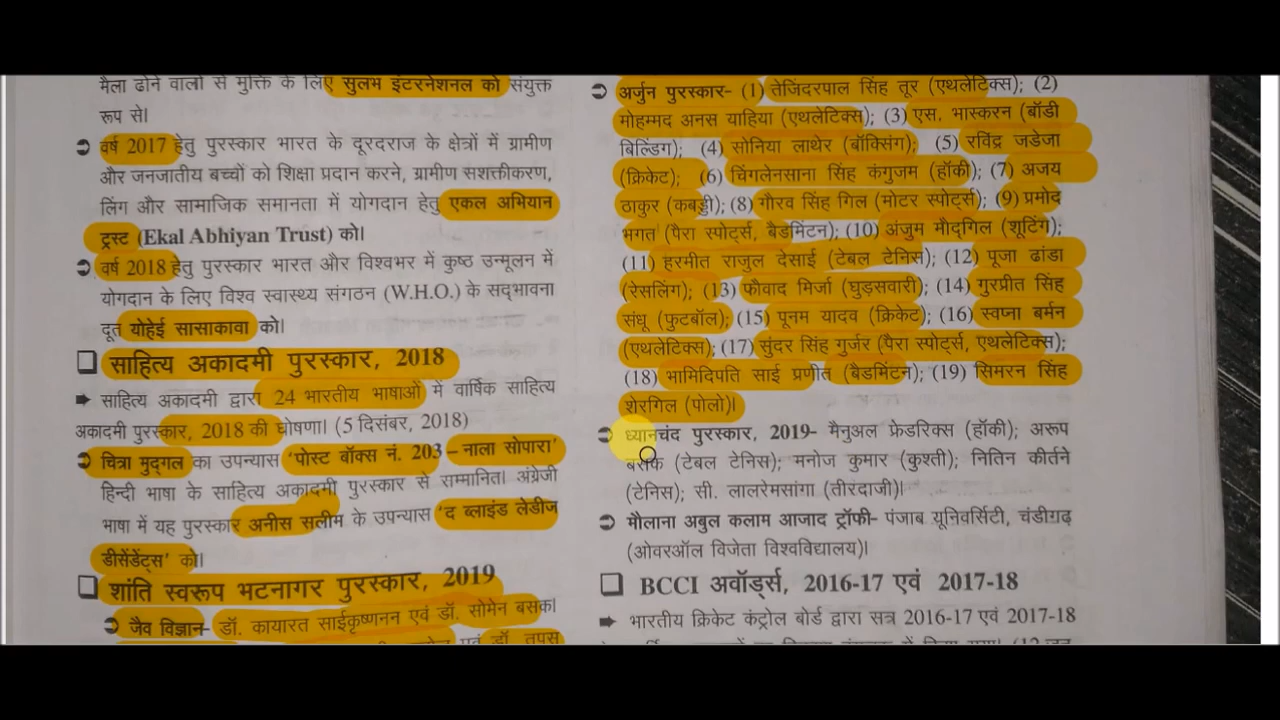 मैला ढोने वालों से मुक्ति के लिए सुलभ इंटरनेशनल को संयुक्त
रूप से।
वर्ष 2017 हेतु पुरस्कार भारत के दूरदराज के क्षेत्रों में ग्रामीण
और जनजातीय बच्चों को शिक्षा प्रदान करने, ग्रामीण सशक्तीकरण,
लिंग और सामाजिक समानता में योगदान हेतु एकल अभियान
ट्रस्ट (Ekal Abhiyan Trust) को।
वर्ष 2018 हेतु पुरस्कार भारत और विश्वभर में कुष्ठ उन्मूलन में
योगदान के लिए विश्व स्वास्थ्य संगठन (W.H.O.) के सद्भावना
दूत योहेई सासाकावा को।
साहित्य अकादमी पुरस्कार, 2018
साहित्य अकादमी द्वारा 24 भारतीय भाषाओं में वार्षिक साहित्य
अकादमी पुरस्कार, 2018 की घोषणा। (5 दिसंबर, 2018)
चित्रा मुद्गल का उपन्यास 'पोस्ट बॉक्स नं. 203 – नाला सोपारा'
हिन्दी भाषा के साहित्य अकादमी पुरस्कार से सम्मानित। अंग्रेजी
भाषा में यह पुरस्कार अनीस सलीम के उपन्यास 'द ब्लाइंड लेडीज
डीसेंडेंट्स' को।
शांति स्वरूप भटनागर पुरस्कार, 2019
जैव विज्ञान– डॉ. कायारत साईकृष्णनन एवं डॉ. सोमेन बसक।
एवं डॉ. तपस
अर्जुन पुरस्कार– (1) तेजिंदरपाल सिंह तूर (एथलेटिक्स); (2)
मोहम्मद अनस याहिया (एथलेटिक्स); (3) एस. भास्करन (बॉडी
बिल्डिंग); (4) सोनिया लाथेर (बॉक्सिंग); (5) रविंद्र जडेजा
(क्रिकेट); (6) चिंगलेनसाना सिंह कंगुजम (हॉकी); (7) अजय
ठाकुर (कबड्डी); (8) गौरव सिंह गिल (मोटर स्पोर्ट्स); (9) प्रमोद
भगत (पैरा स्पोर्ट्स, बैडमिंटन); (10) अंजुम मौद्गिल (शूटिंग);
(11) हरमीत राजुल देसाई (टेबल टेनिस); (12) पूजा ढांडा
(रेसलिंग); (13) फौवाद मिर्जा (घुड़सवारी); (14) गुरप्रीत सिंह
संधू (फुटबॉल); (15) पूनम यादव (क्रिकेट); (16) स्वप्ना बर्मन
(एथलेटिक्स); (17) सुंदर सिंह गुर्जर (पैरा स्पोर्ट्स, एथलेटिक्स);
(18) भामिदिपति साई प्रणीत (बैडमिंटन); (19) सिमरन सिंह
शेरगिल (पोलो)।
ध्यानचंद पुरस्कार, 2019– मैनुअल फ्रेडरिक्स (हॉकी); अरूप
बसाक (टेबल टेनिस); मनोज कुमार (कुश्ती); नितिन कीर्तने
(टेनिस); सी. लालरेमसांगा (तीरंदाजी)।
मौलाना अबुल कलाम आजाद ट्रॉफी– पंजाब यूनिवर्सिटी, चंडीगढ़
(ओवरऑल विजेता विश्वविद्यालय)।
BCCI अवॉर्ड्स, 2016-17 एवं 2017-18
भारतीय क्रिकेट कंट्रोल बोर्ड द्वारा सत्र 2016-17 एवं 2017-18